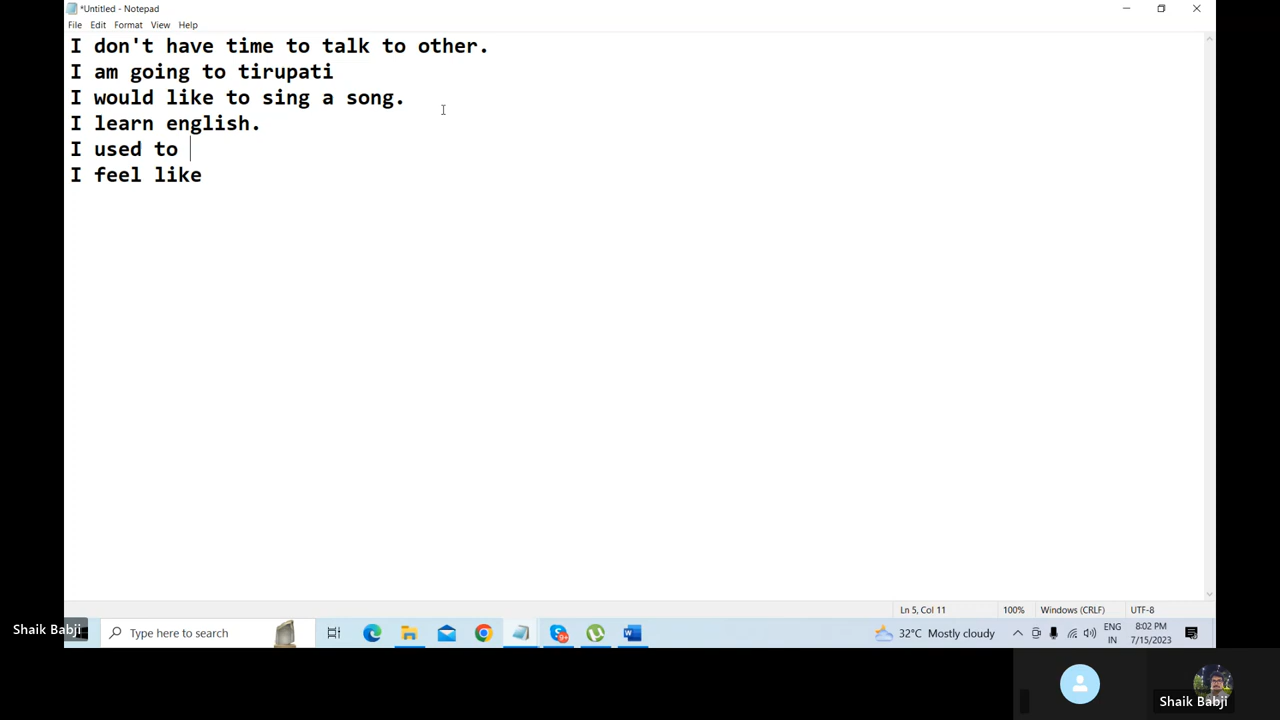 *Untitled - Notepad
File Edit Format View Help
I don't have time to talk to other.
I am going to tirupati
I would like to sing a song.
I learn english.
I used to
I feel like
Ln 5, Col 11 100% Windows (CRLF) UTF-8
Shaik Babji
Type here to search
9+
W
32°C Mostly cloudy
ENG
IN
8:02 PM
7/15/2023
Shaik Babji